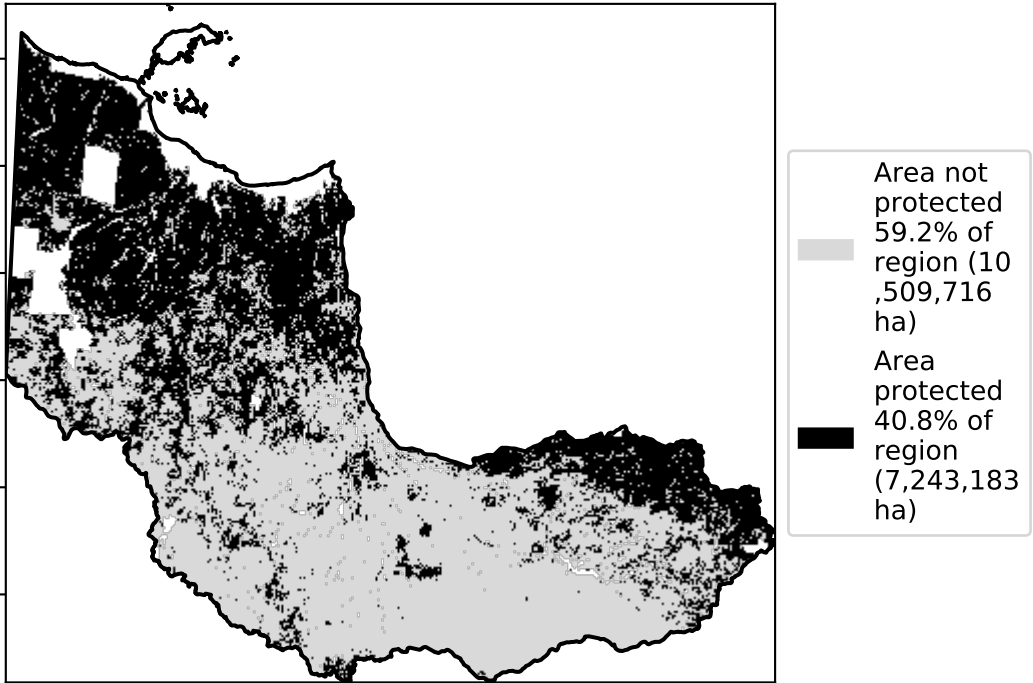 Area not
protected
59.2% of
region (10
,509,716
ha)
Area
protected
40.8% of
region
(7,243,183
ha)